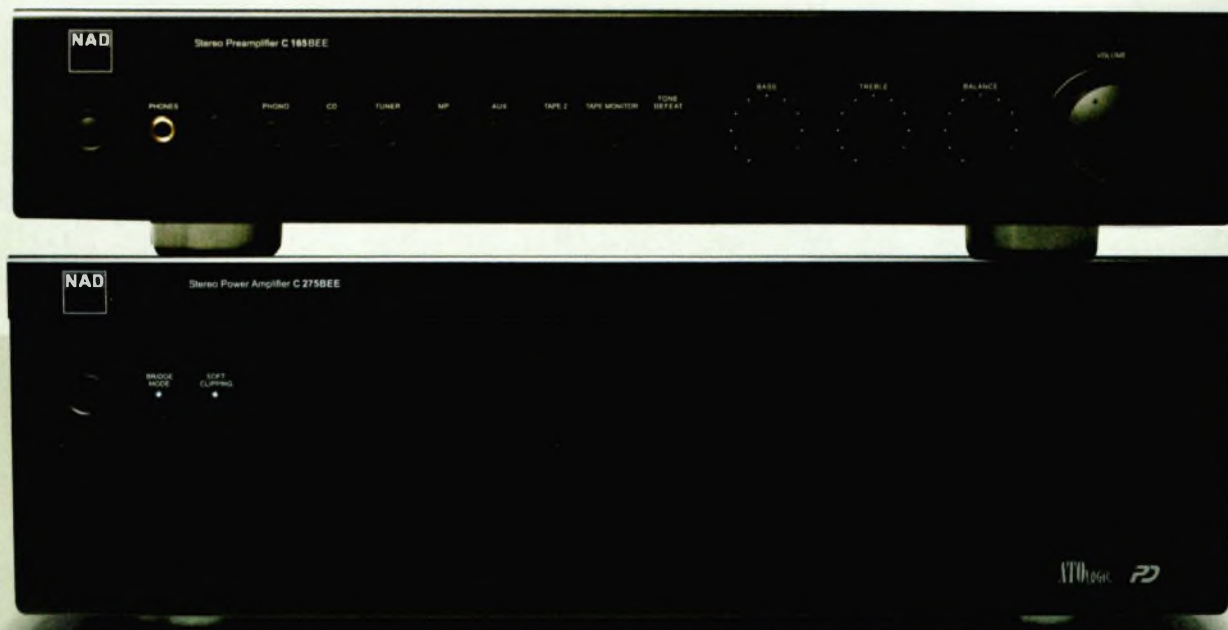 NAD
Stereo Preamplifier C 165BEE
VOLUME
PHONES
PHONO
CD
TUNER
MP
AUX
TAPE 2
TAPE MONITOR
TONE
DEFEAT
BASS
TREBLE
BALANCE
NAD
Stereo Power Amplifier C 275BEE
BRIDGE
MODE
SOFT
CLIPPING
PD